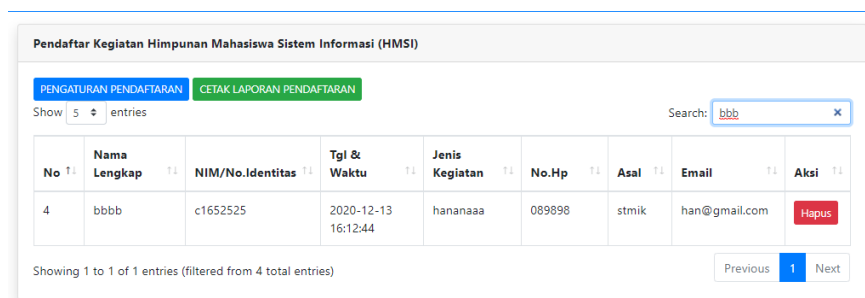 Pendaftar Kegiatan Himpunan Mahasiswa Sistem Informasi (HMSI)
PENGATURAN PENDAFTARAN CETAK LAPORAN PENDAFTARAN
Show 5 entries Search: bbb
No Nama Lengkap NIM/No.Identitas Tgl & Waktu Jenis Kegiatan No.Hp Asal Email Aksi
4 bbbb c1652525 2020-12-13 16:12:44 hananaaa 089898 stmik han@gmail.com Hapus
Showing 1 to 1 of 1 entries (filtered from 4 total entries) Previous 1 Next